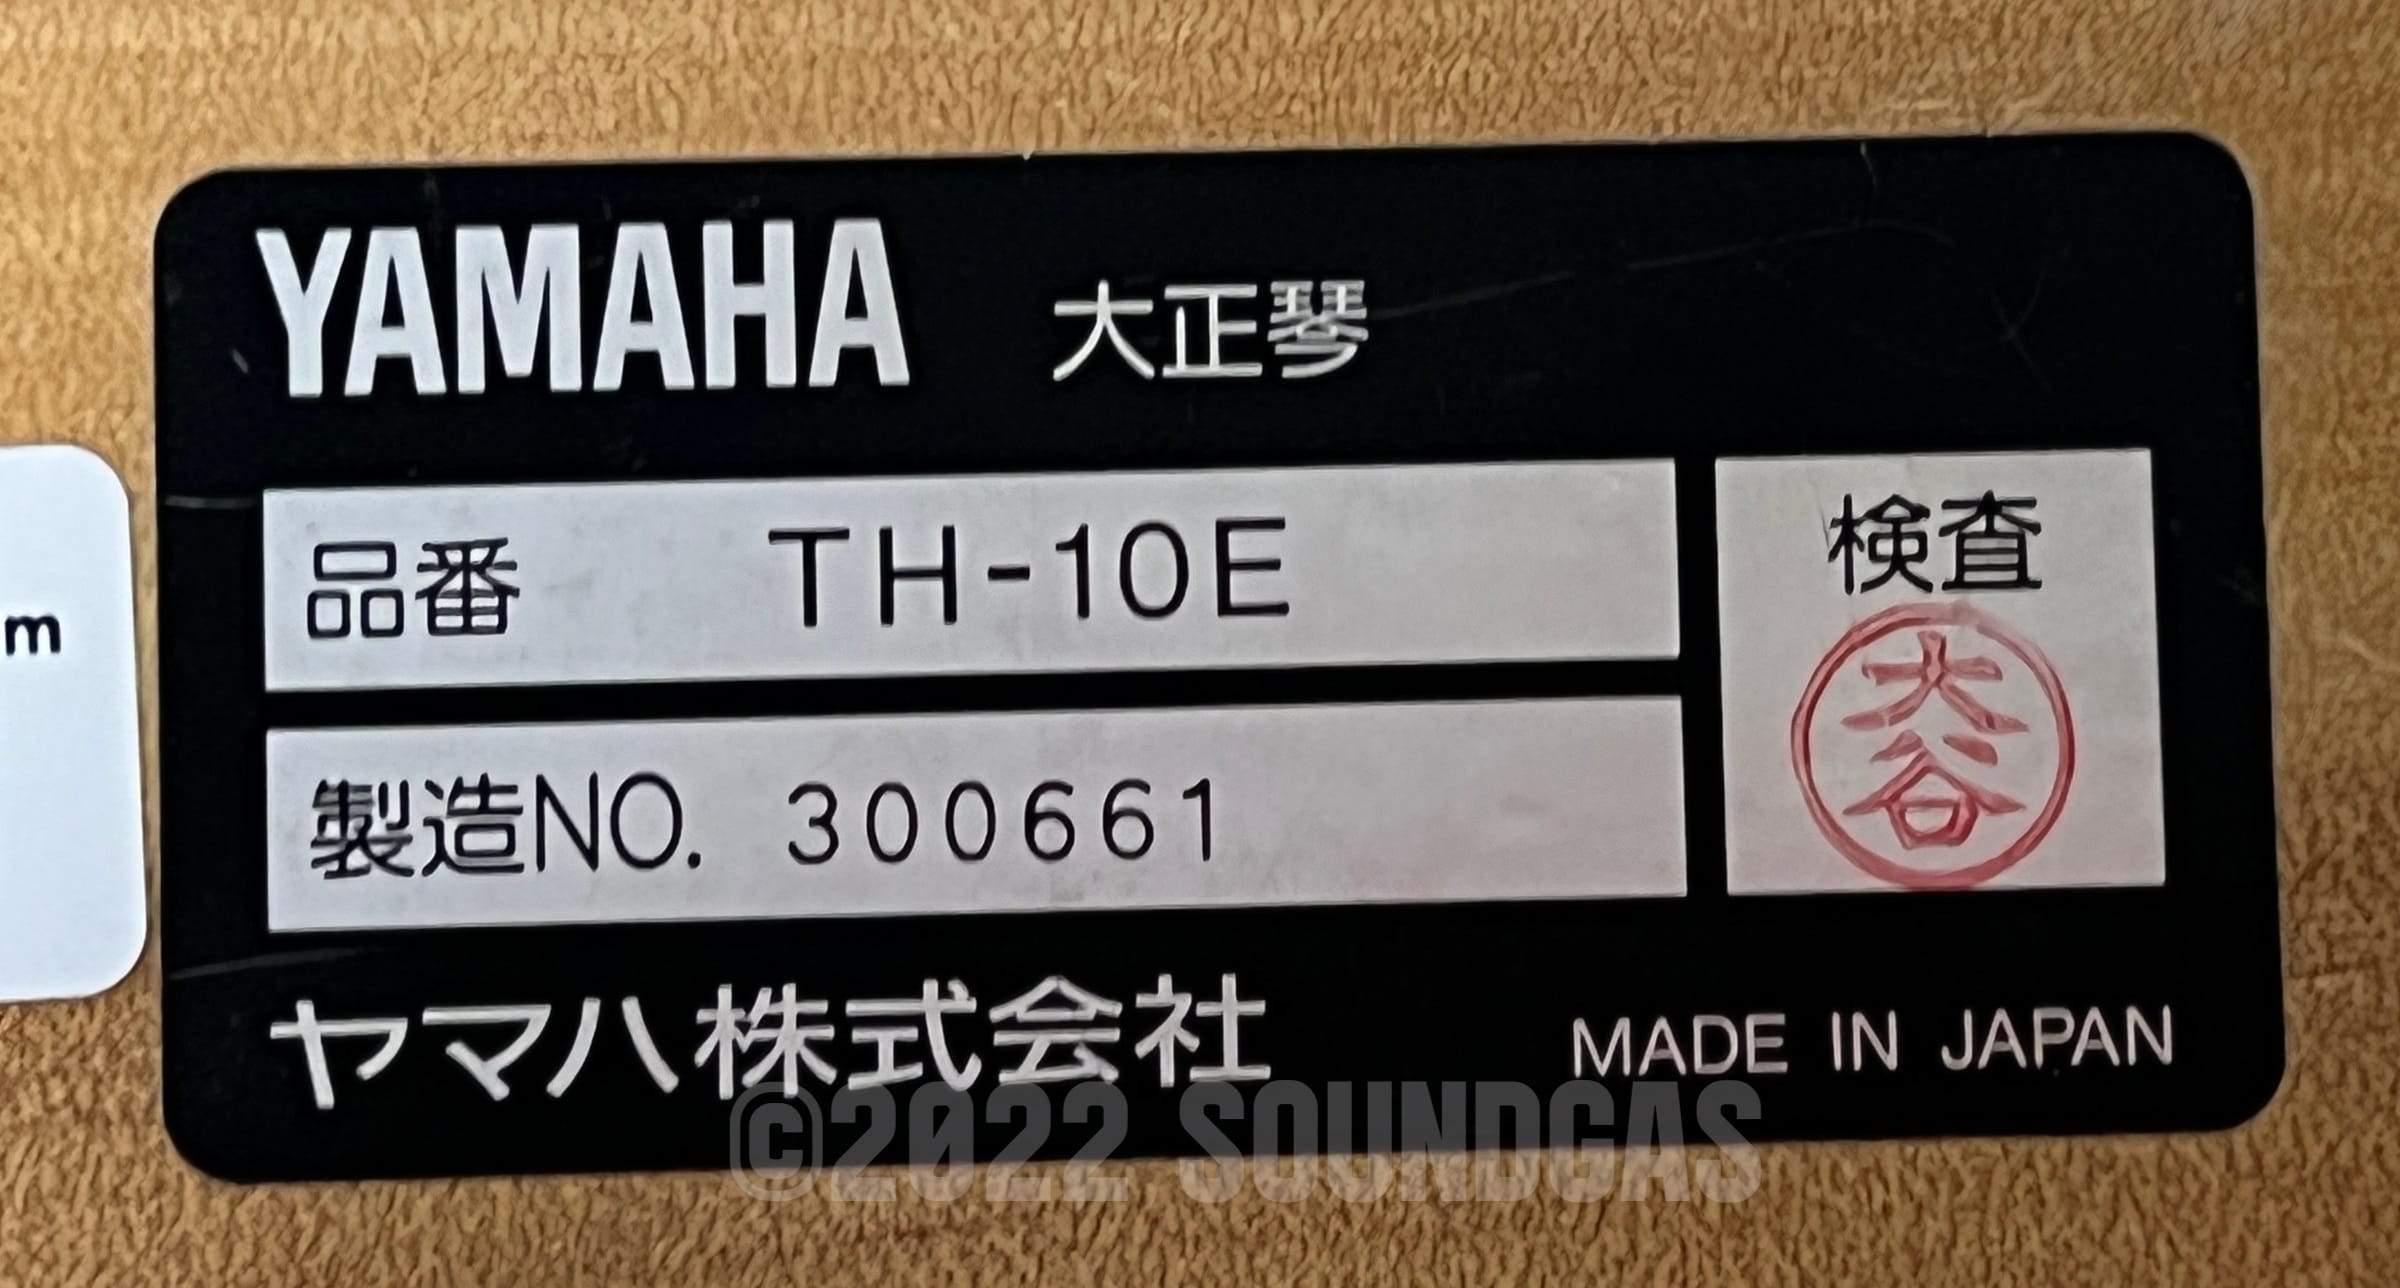 YAMAHA 大正琴
品番 TH-10E
検査
大谷
製造NO. 300661
m
ヤマハ株式会社
MADE IN JAPAN
©2022 SOUNDGAS